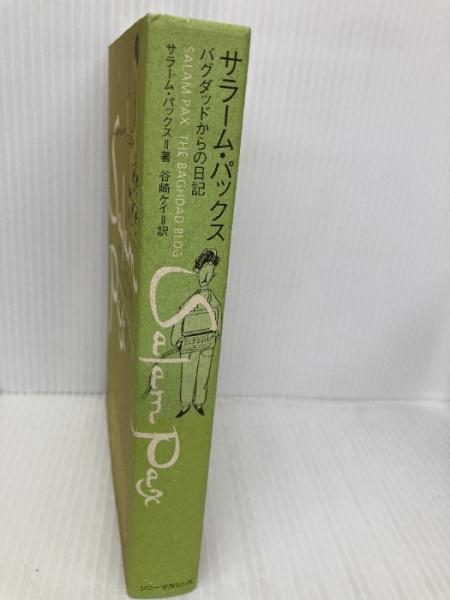 サラーム・パックス
バグダッドからの日記
SALAM PAX THE BAGHDAD BLOG
サラーム・パックス=著 谷崎ケイ=訳
Salam Pax
ソニー・マガジンズ